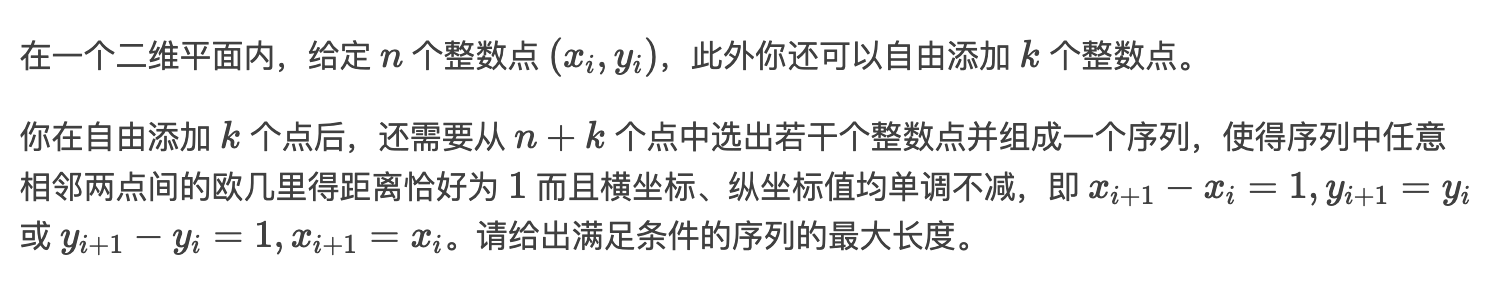 在一个二维平面内，给定 n 个整数点 (x_i, y_i)，此外你还可以自由添加 k 个整数点。
你在自由添加 k 个点后，还需要从 n + k 个点中选出若干个整数点并组成一个序列，使得序列中任意
相邻两点间的欧几里得距离恰好为 1 而且横坐标、纵坐标值均单调不减，即 x_{i+1} − x_i = 1, y_{i+1} = y_i
或 y_{i+1} − y_i = 1, x_{i+1} = x_i。请给出满足条件的序列的最大长度。